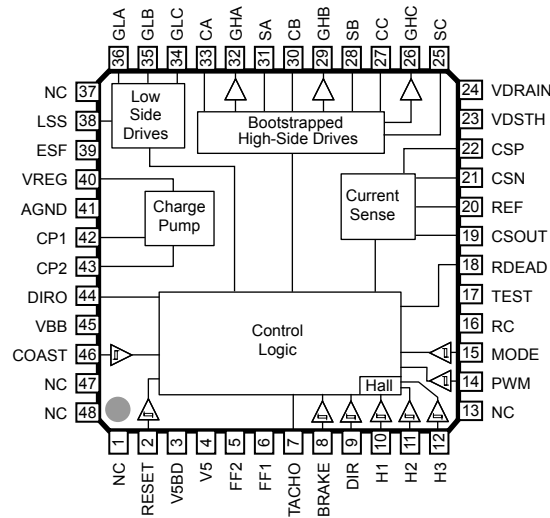 GLA
GLB
GLC
CA
GHA
SA
CB
GHB
SB
CC
GHC
SC
36
35
34
33
32
31
30
29
28
27
26
25
NC 37
LSS 38
ESF 39
VREG 40
AGND 41
CP1 42
CP2 43
DIRO 44
VBB 45
COAST 46
NC 47
NC 48
Low
Side
Drives
Bootstrapped
High-Side Drives
Charge
Pump
Current
Sense
Control
Logic
Hall
24 VDRAIN
23 VDSTH
22 CSP
21 CSN
20 REF
19 CSOUT
18 RDEAD
17 TEST
16 RC
15 MODE
14 PWM
13 NC
1
2
3
4
5
6
7
8
9
10
11
12
NC
RESET
V5BD
V5
FF2
FF1
TACHO
BRAKE
DIR
H1
H2
H3